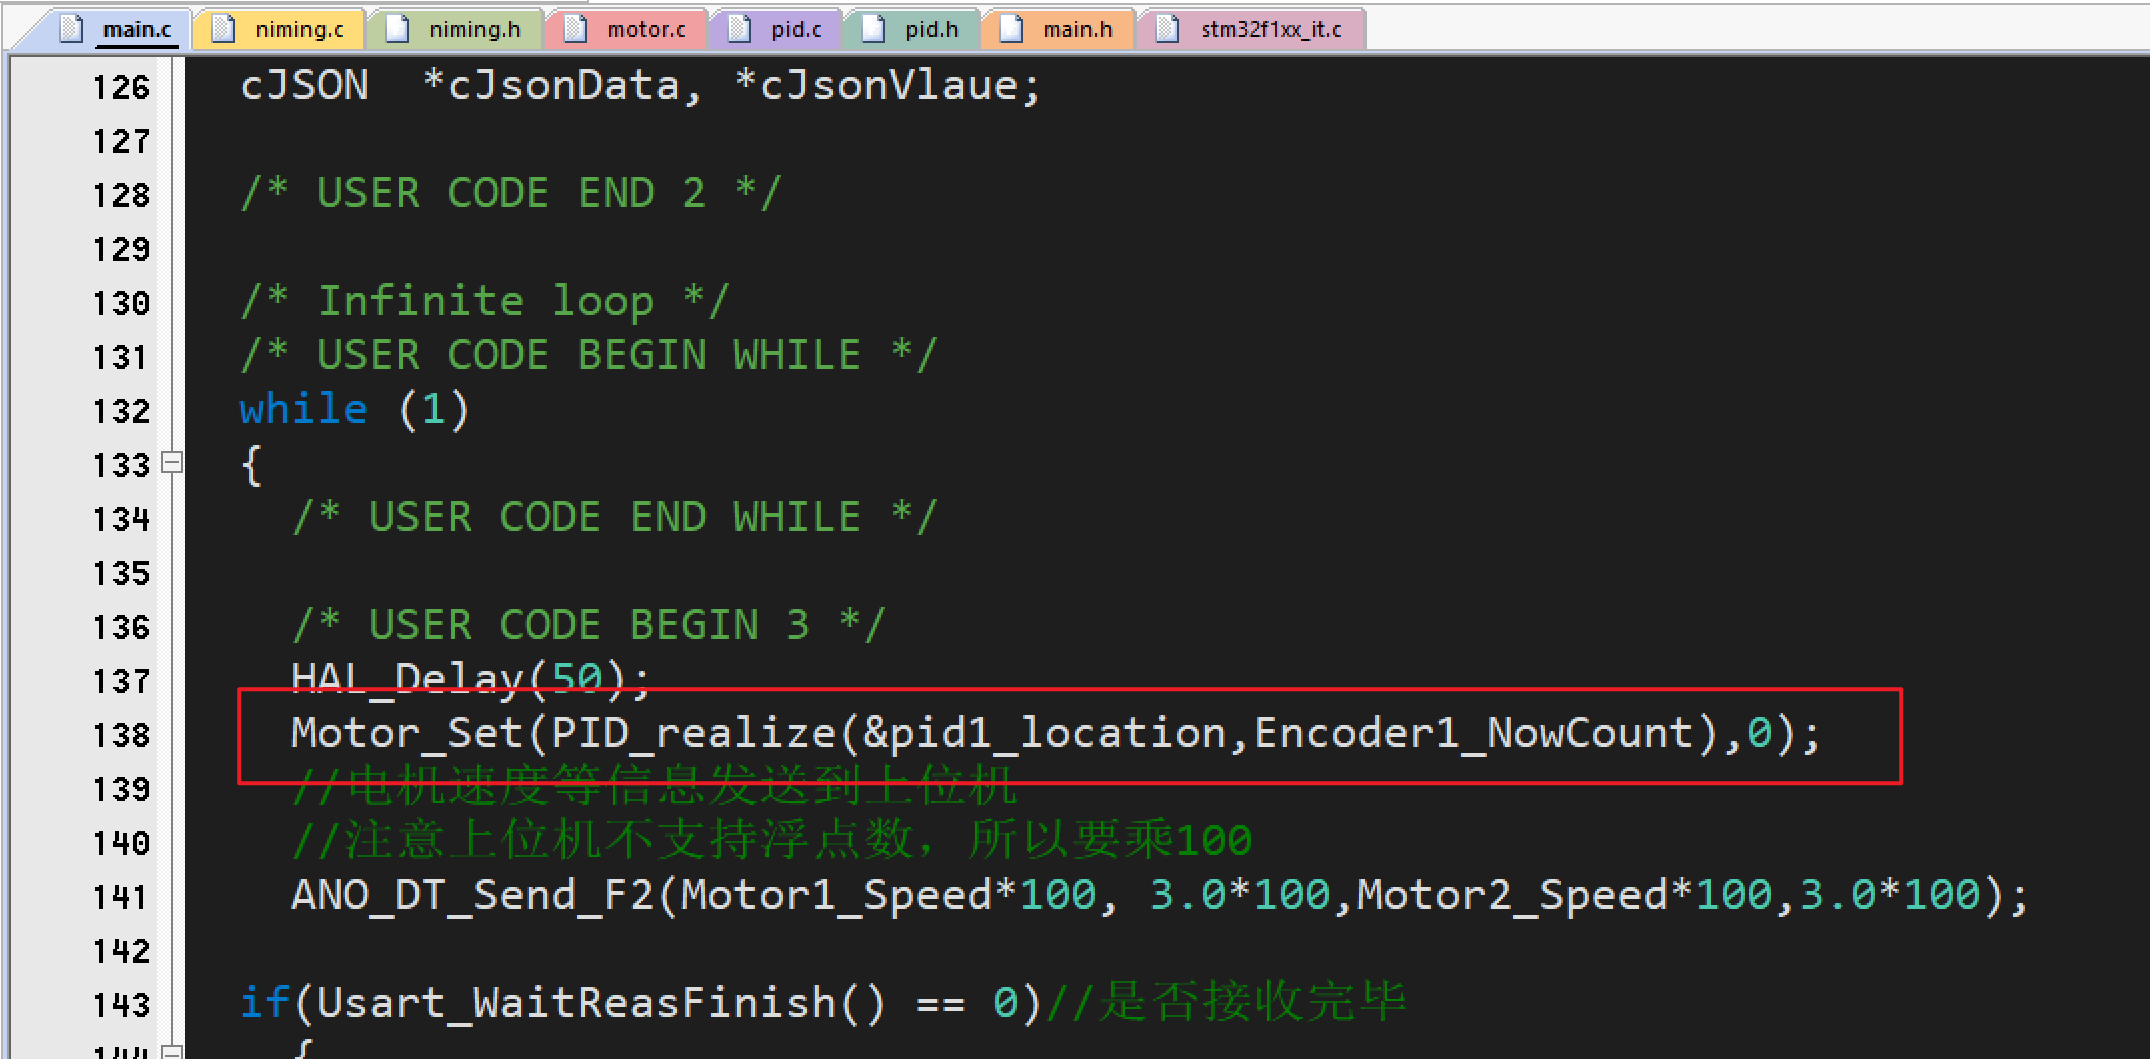 main.c niming.c niming.h motor.c pid.c pid.h main.h stm32f1xx_it.c
126 cJSON  *cJsonData, *cJsonVlaue;
127
128 /* USER CODE END 2 */
129
130 /* Infinite loop */
131 /* USER CODE BEGIN WHILE */
132 while (1)
133 {
134 /* USER CODE END WHILE */
135
136 /* USER CODE BEGIN 3 */
137 HAL_Delay(50);
138 Motor_Set(PID_realize(&pid1_location,Encoder1_NowCount),0);
139 //电机速度等信息发送到上位机
140 //注意上位机不支持浮点数，所以要乘100
141 ANO_DT_Send_F2(Motor1_Speed*100, 3.0*100,Motor2_Speed*100,3.0*100);
142
143 if(Usart_WaitReasFinish() == 0)//是否接收完毕
144 {